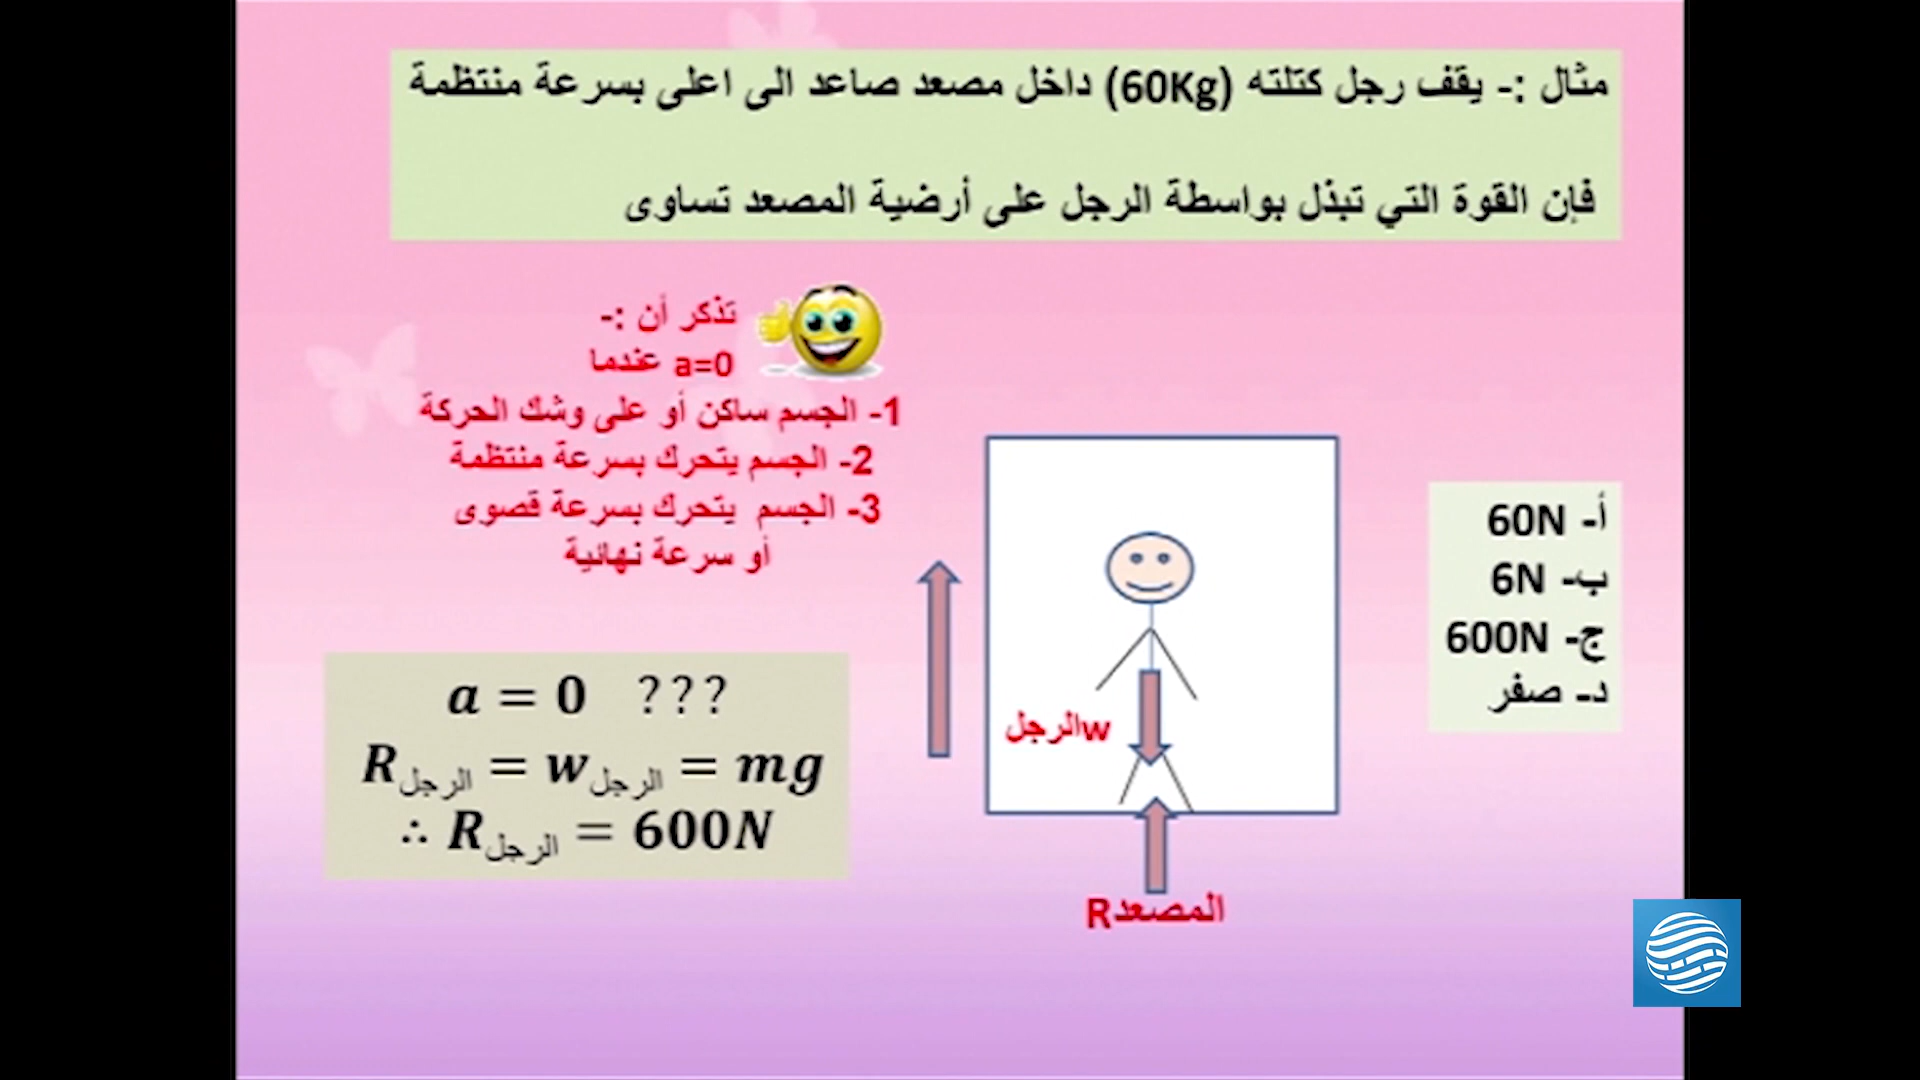 مثال :- يقف رجل كتلته (60Kg) داخل مصعد صاعد الى اعلى بسرعة منتظمة
فإن القوة التي تبذل بواسطة الرجل على أرضية المصعد تساوى
تذكر أن :-
a=0 عندما
1- الجسم ساكن أو على وشك الحركة
2- الجسم يتحرك بسرعة منتظمة
3- الجسم يتحرك بسرعة قصوى
أو سرعة نهائية
أ- 60N
ب- 6N
ج- 600N
د- صفر
wالرجل
Rالمصعد
a = 0 ???
R الرجل = w الرجل = mg
∴ R الرجل = 600N